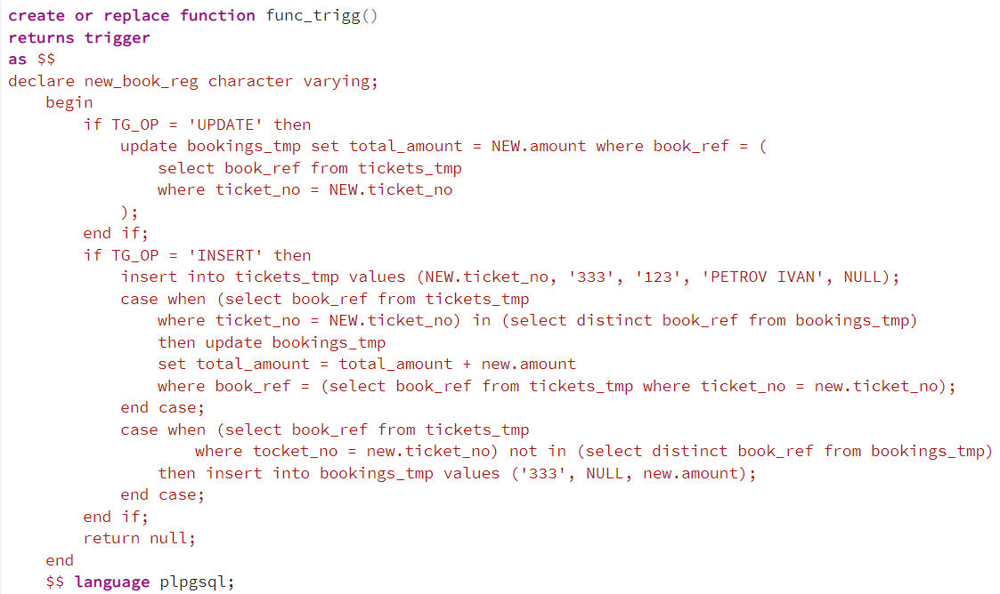 create or replace function func_trigg()
returns trigger
as $$
declare new_book_reg character varying;
    begin
        if TG_OP = 'UPDATE' then
            update bookings_tmp set total_amount = NEW.amount where book_ref = (
                select book_ref from tickets_tmp
                where ticket_no = NEW.ticket_no
            );
        end if;
        if TG_OP = 'INSERT' then
            insert into tickets_tmp values (NEW.ticket_no, '333', '123', 'PETROV IVAN', NULL);
            case when (select book_ref from tickets_tmp
                where ticket_no = NEW.ticket_no) in (select distinct book_ref from bookings_tmp)
                then update bookings_tmp
                set total_amount = total_amount + new.amount
                where book_ref = (select book_ref from tickets_tmp where ticket_no = new.ticket_no);
            end case;
            case when (select book_ref from tickets_tmp
                    where tocket_no = new.ticket_no) not in (select distinct book_ref from bookings_tmp)
                then insert into bookings_tmp values ('333', NULL, new.amount);
            end case;
        end if;
        return null;
    end
    $$ language plpgsql;